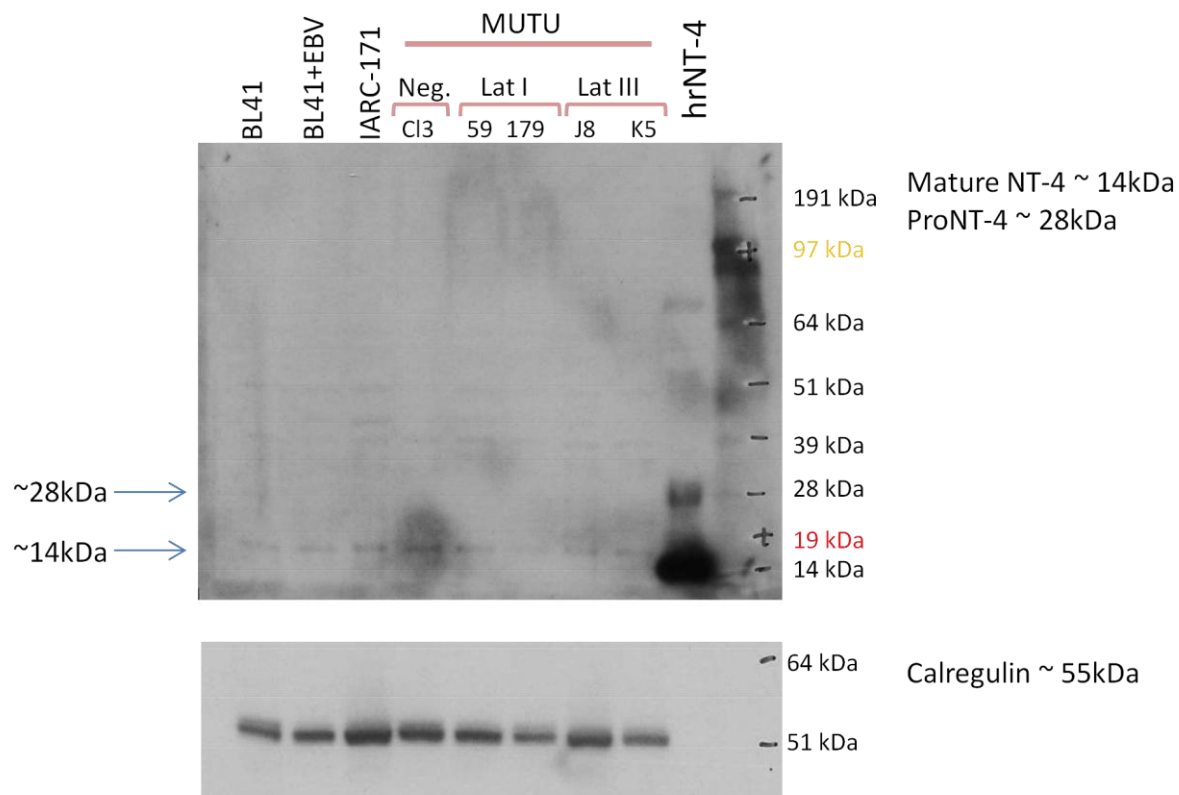 MUTU
BL41
BL41+EBV
IARC-171
Neg.
Lat I
Lat III
hrNT-4
Cl3
59
179
J8
K5
191 kDa
97 kDa
64 kDa
51 kDa
39 kDa
28 kDa
19 kDa
14 kDa
Mature NT-4 ~ 14kDa
ProNT-4 ~ 28kDa
~28kDa
~14kDa
64 kDa
51 kDa
Calregulin ~ 55kDa